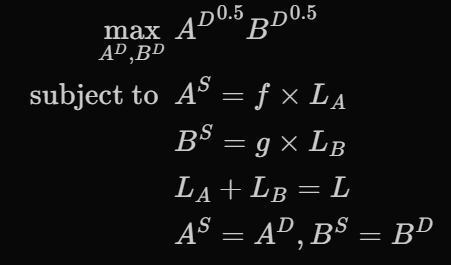 max A^D^0.5 B^D^0.5
A^D,B^D
subject to A^S = f × L_A
B^S = g × L_B
L_A + L_B = L
A^S = A^D, B^S = B^D